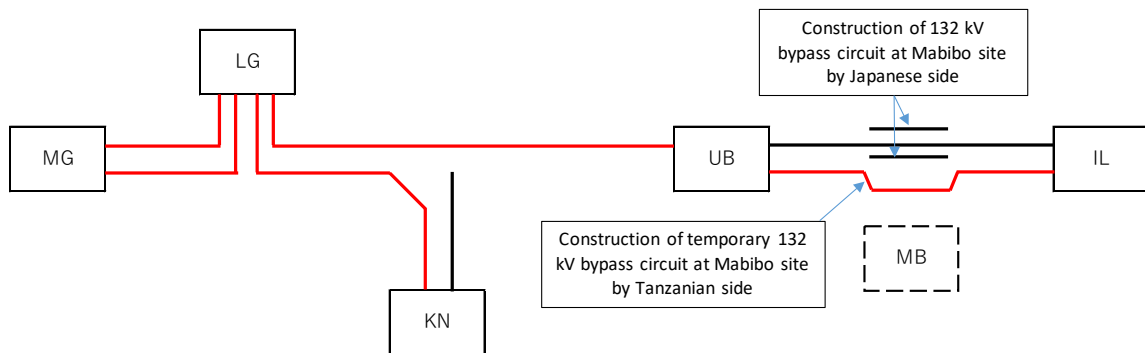 Construction of 132 kV
bypass circuit at Mabibo site
by Japanese side
LG
MG
UB
IL
Construction of temporary 132
kV bypass circuit at Mabibo site
by Tanzanian side
MB
KN